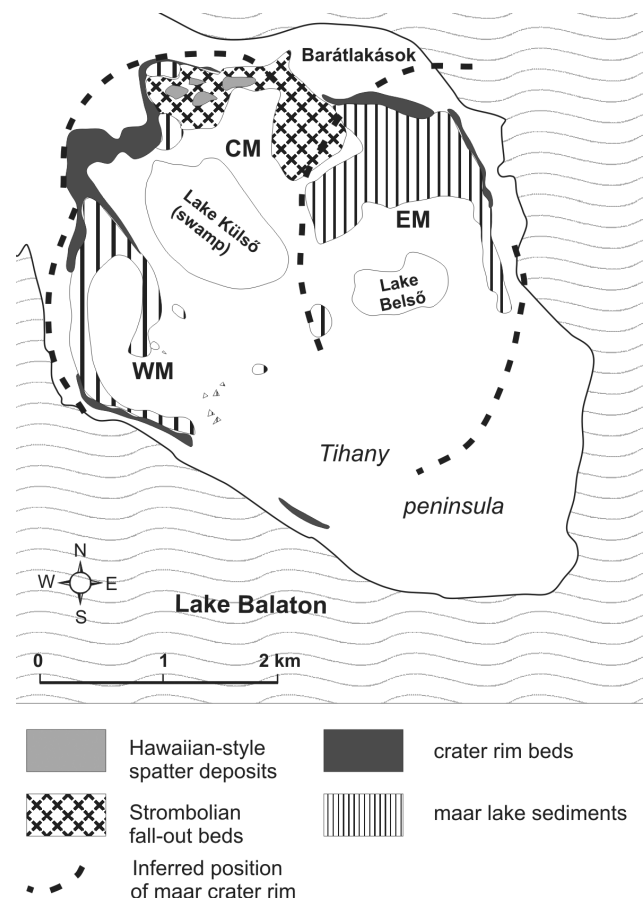 Barátlakások
CM
Lake Külső
(swamp)
EM
Lake
Belső
WM
Tihany
peninsula
N
W
E
S
Lake Balaton
0
1
2 km
Hawaiian-style
spatter deposits
crater rim beds
Strombolian
fall-out beds
maar lake sediments
Inferred position
of maar crater rim